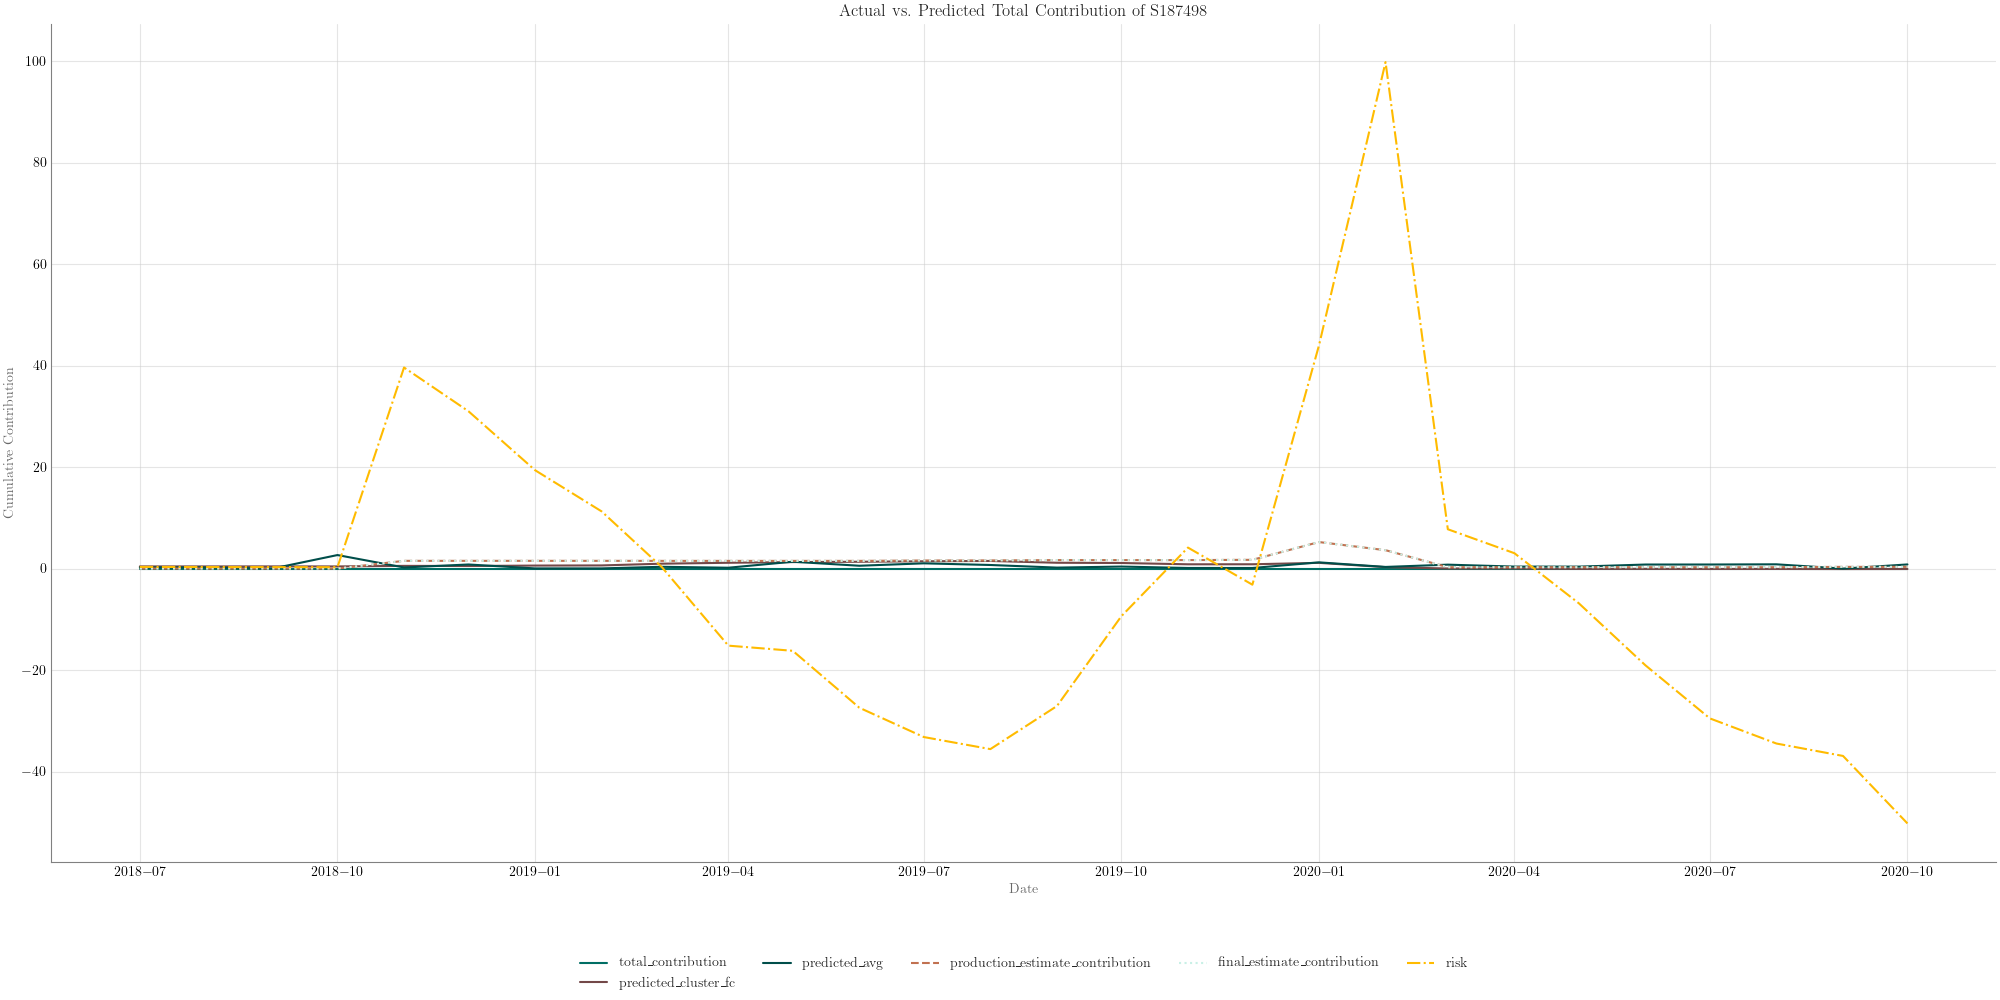 Actual vs. Predicted Total Contribution of S187498
Cumulative Contribution
100
80
60
40
20
0
−20
−40
2018−07 2018−10 2019−01 2019−04 2019−07 2019−10 2020−01 2020−04 2020−07 2020−10
Date
total_contribution predicted_avg production_estimate_contribution final_estimate_contribution risk
predicted_cluster_fc